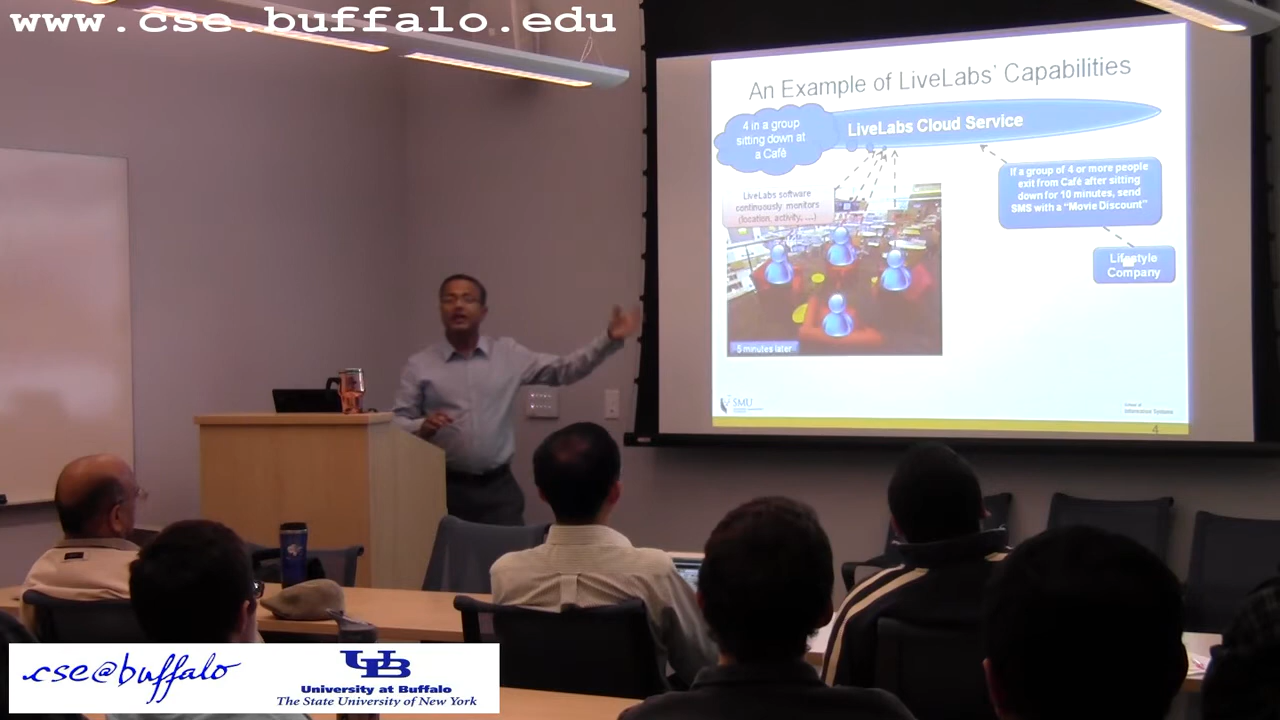 www.cse.buffalo.edu
An Example of LiveLabs' Capabilities
4 in a group
sitting down at
a Café
LiveLabs Cloud Service
If a group of 4 or more people
exit from Café after sitting
down for 10 minutes, send
SMS with a "Movie Discount"
LiveLabs software
continuously monitors
(location, activity, ...)
Lifestyle
Company
5 minutes later
SMU
Information Systems
4
cse@buffalo
UB
University at Buffalo
The State University of New York